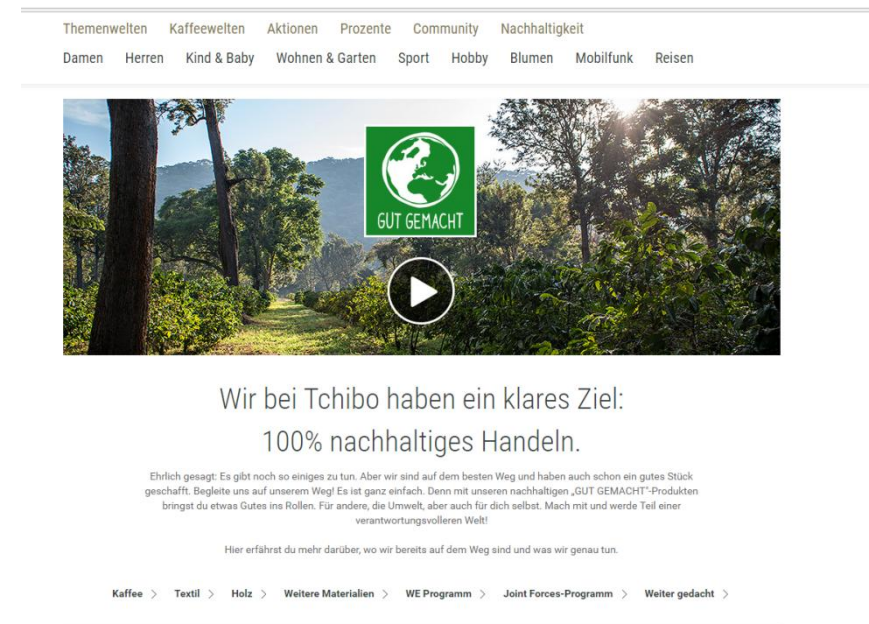 Themenwelten Kaffeewelten Aktionen Prozente Community Nachhaltigkeit
Damen Herren Kind & Baby Wohnen & Garten Sport Hobby Blumen Mobilfunk Reisen
GUT GEMACHT
Wir bei Tchibo haben ein klares Ziel:
100% nachhaltiges Handeln.
Ehrlich gesagt: Es gibt noch so einiges zu tun. Aber wir sind auf dem besten Weg und haben auch schon ein gutes Stück
geschafft. Begleite uns auf unserem Weg! Es ist ganz einfach. Denn mit unseren nachhaltigen „GUT GEMACHT"-Produkten
bringst du etwas Gutes ins Rollen. Für andere, die Umwelt, aber auch für dich selbst. Mach mit und werde Teil einer
verantwortungsvolleren Welt!
Hier erfährst du mehr darüber, wo wir bereits auf dem Weg sind und was wir genau tun.
Kaffee > Textil > Holz > Weitere Materialien > WE Programm > Joint Forces-Programm > Weiter gedacht >